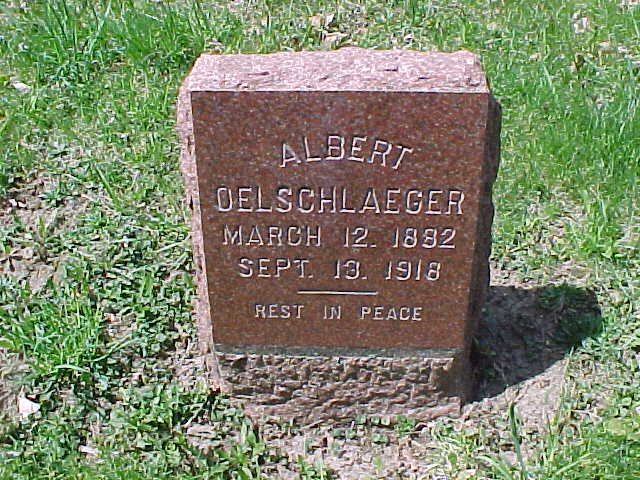 ALBERT
OELSCHLAEGER
MARCH 12. 1882
SEPT. 13. 1918
REST IN PEACE